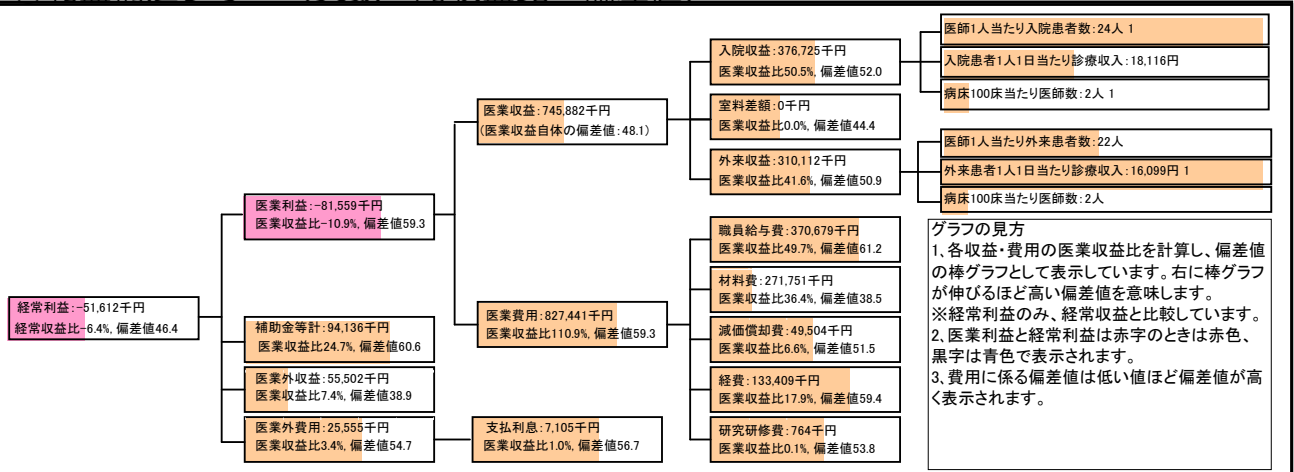 経常利益:-51,612千円
経常収益比-6.4%, 偏差値46.4
医業利益:-81,559千円
医業収益比-10.9%, 偏差値59.3
補助金等計:94,136千円
医業収益比24.7%, 偏差値60.6
医業外収益:55,502千円
医業収益比7.4%, 偏差値38.9
医業外費用:25,555千円
医業収益比3.4%, 偏差値54.7
支払利息:7,105千円
医業収益比1.0%, 偏差値56.7
医業収益:745,882千円
(医業収益自体の偏差値:48.1)
医業費用:827,441千円
医業収益比110.9%, 偏差値59.3
入院収益:376,725千円
医業収益比50.5%, 偏差値52.0
室料差額:0千円
医業収益比0.0%, 偏差値44.4
外来収益:310,112千円
医業収益比41.6%, 偏差値50.9
職員給与費:370,679千円
医業収益比49.7%, 偏差値61.2
材料費:271,751千円
医業収益比36.4%, 偏差値38.5
減価償却費:49,504千円
医業収益比6.6%, 偏差値51.5
経費:133,409千円
医業収益比17.9%, 偏差値59.4
研究研修費:764千円
医業収益比0.1%, 偏差値53.8
医師1人当たり入院患者数:24人 1
入院患者1人1日当たり診療収入:18,116円
病床100床当たり医師数:2人 1
医師1人当たり外来患者数:22人
外来患者1人1日当たり診療収入:16,099円 1
病床100床当たり医師数:2人
グラフの見方
1、各収益・費用の医業収益比を計算し、偏差値
の棒グラフとして表示しています。右に棒グラフ
が伸びるほど高い偏差値を意味します。
※経常利益のみ、経常収益と比較しています。
2、医業利益と経常利益は赤字のときは赤色、
黒字は青色で表示されます。
3、費用に係る偏差値は低い値ほど偏差値が高
く表示されます。